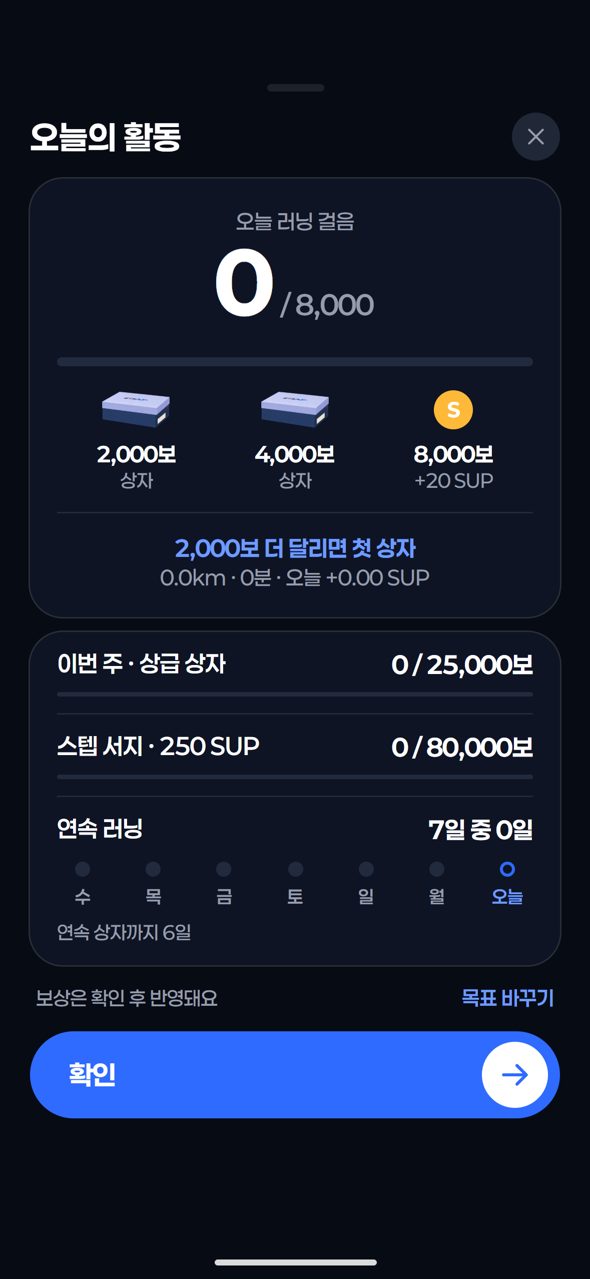 오늘의 활동
오늘 러닝 걸음
0 / 8,000
S
2,000보 4,000보 8,000보
상자 상자 +20 SUP
2,000보 더 달리면 첫 상자
0.0km · 0분 · 오늘 +0.00 SUP
이번 주 · 상급 상자 0 / 25,000보
스텝 서지 · 250 SUP 0 / 80,000보
연속 러닝 7일 중 0일
수 목 금 토 일 월 오늘
연속 상자까지 6일
보상은 확인 후 반영돼요 목표 바꾸기
확인